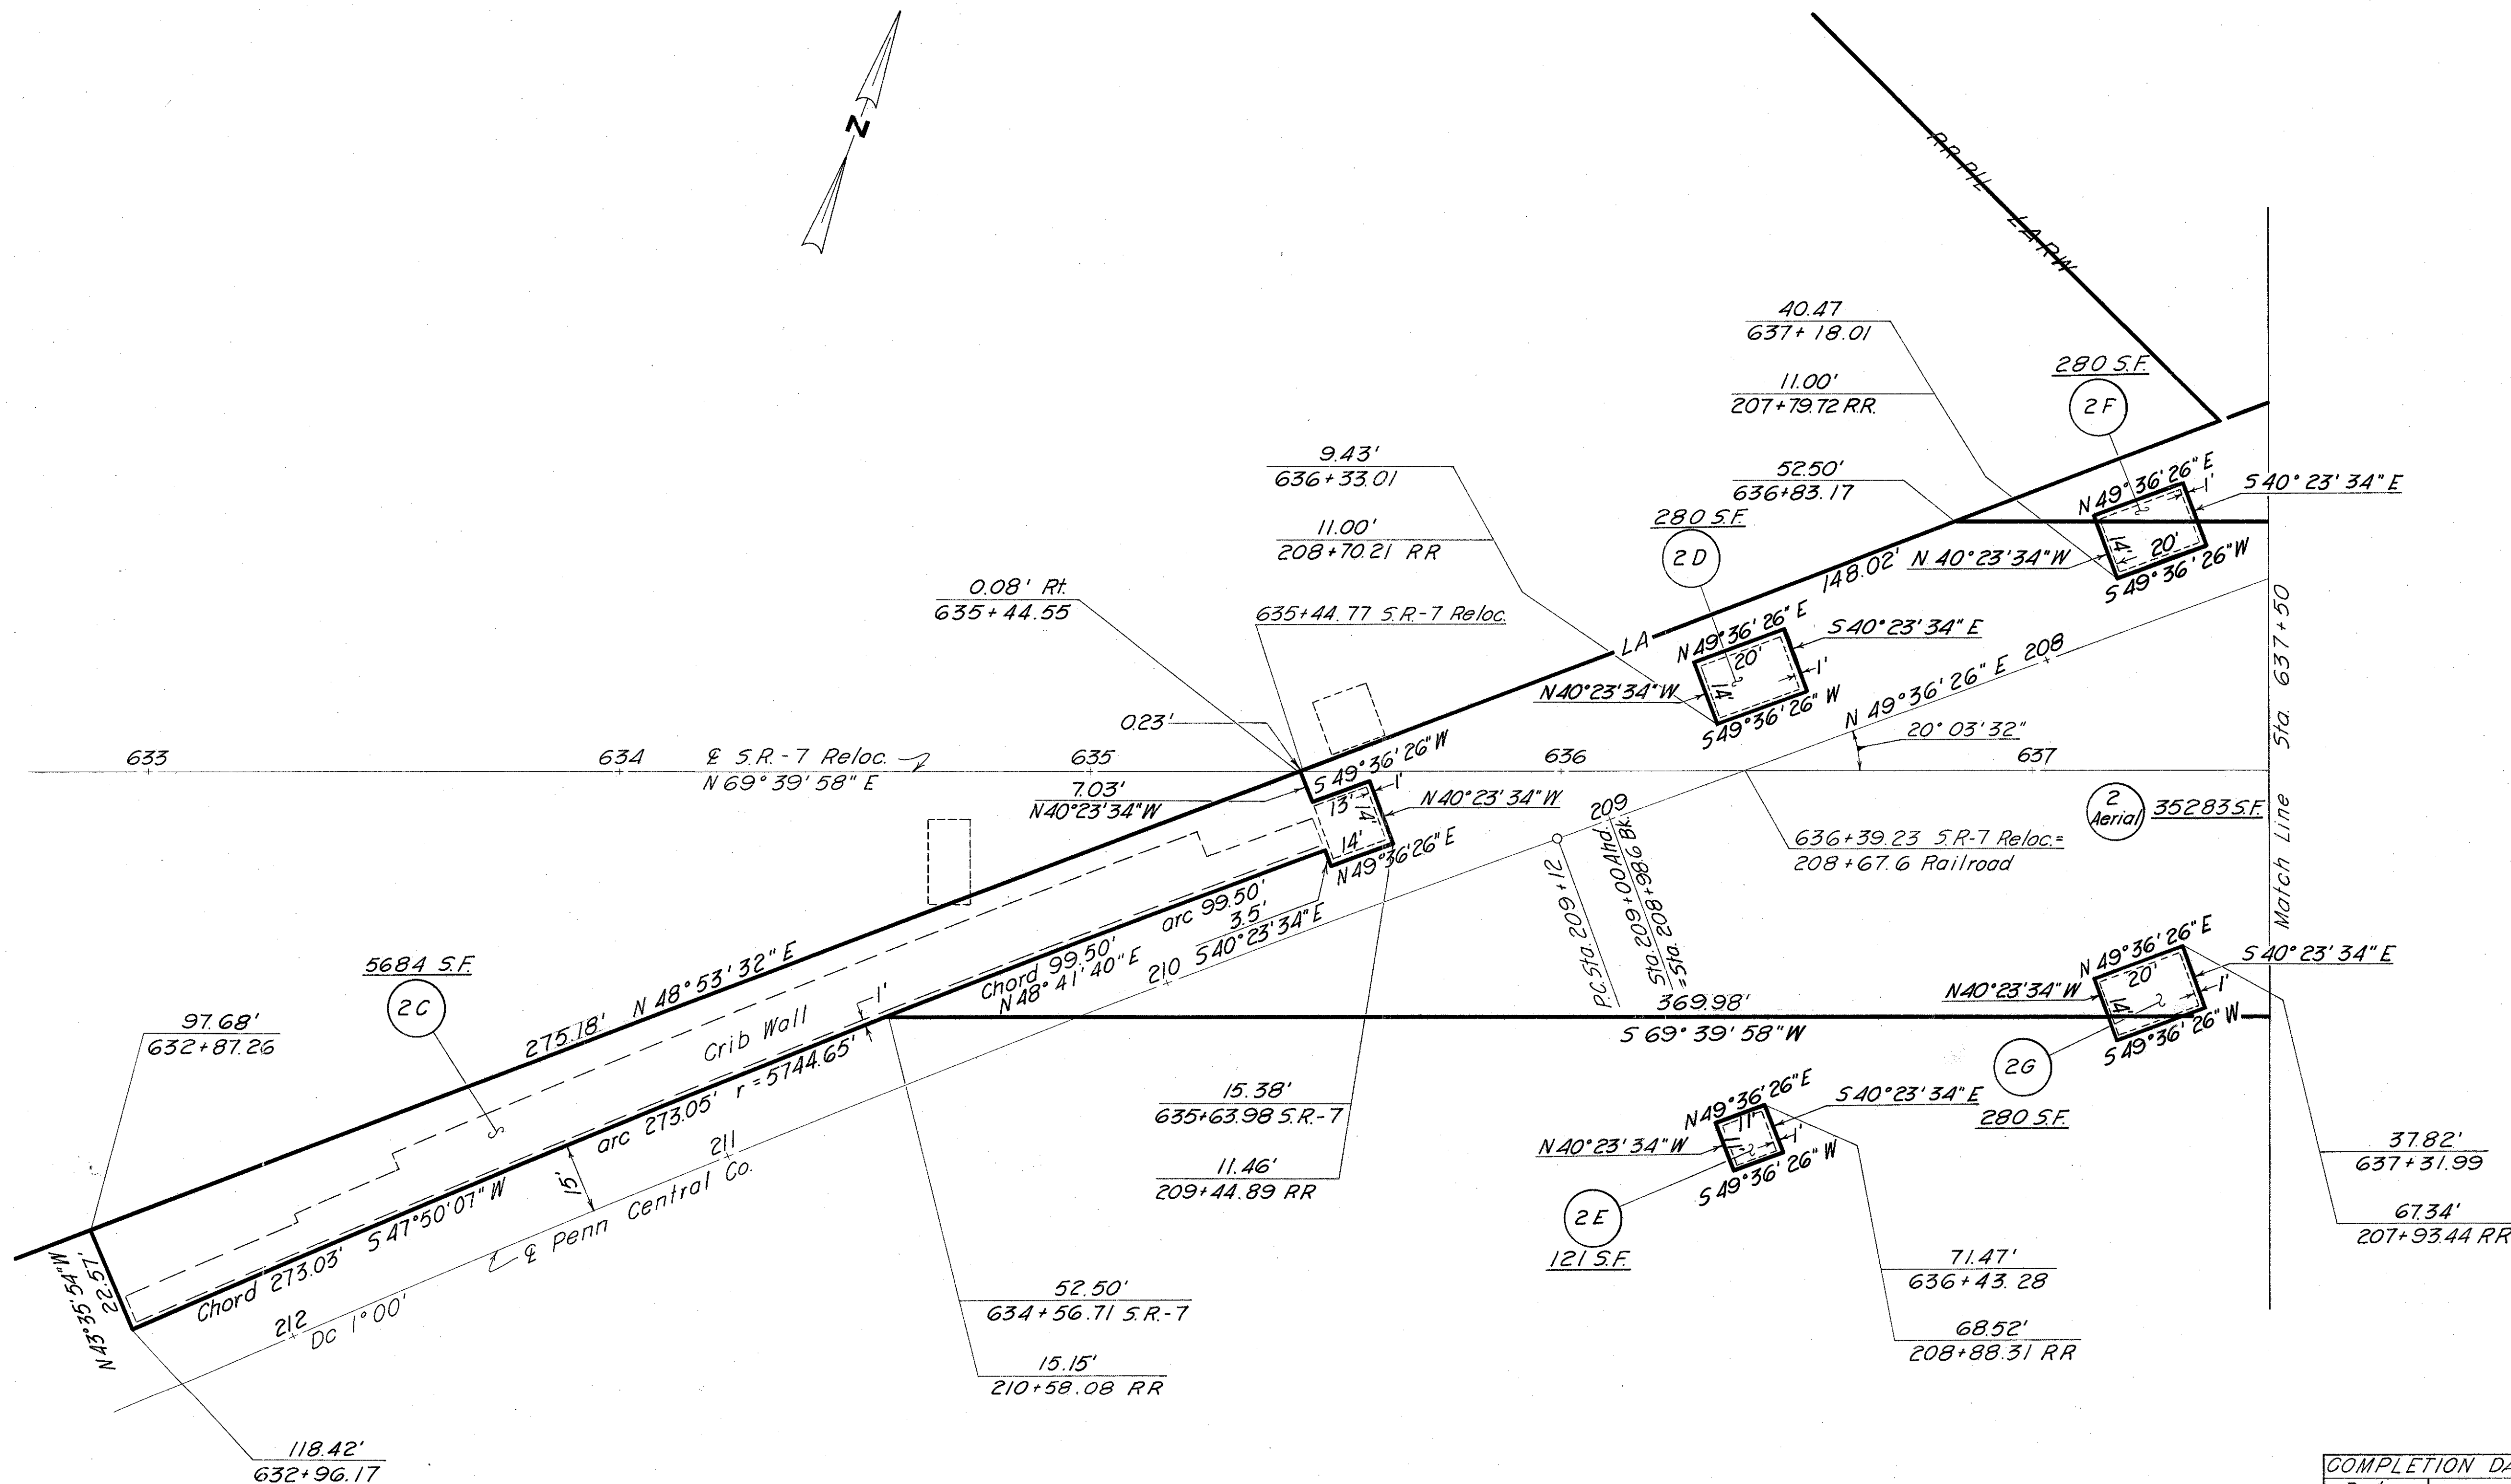 N
RR P/L
LA R/W
40.47
637+18.01
11.00'
207+79.72 R.R.
280 S.F.
2F
9.43'
636+33.01
11.00'
208+70.21 RR
52.50'
636+83.17
280 S.F.
2D
N 49°36'26" E
1'
S 40°23'34" E
14'
20'
N 40°23'34" W
S 49°36'26" W
148.02'
0.08' Rt.
635+44.55
635+44.77 S.R.-7 Reloc.
LA
N 49°36'26" E
20'
S 40°23'34" E
1'
14'
N 40°23'34" W
S 49°36'26" W
N 49°36'26" E
208
20°03'32"
Match Line Sta. 637+50
0.23'
633
634
℄ S.R.-7 Reloc.
N 69°39'58" E
635
636
637
7.03'
N 40°23'34" W
S 49°36'26" W
1'
13'
14'
N 40°23'34" W
14'
N 49°36'26" E
209
2 Aerial
35283 S.F.
636+39.23 S.R-7 Reloc.=
208+67.6 Railroad
P.C. Sta. 209+12
Sta. 209+00 Ahd.
=Sta. 208+98.6 Bk.
arc 99.50'
3.5'
S 40°23'34" E
Chord 99.50'
N 48°41'40" E
210
5684 S.F.
2C
275.18'
N 48°53'32" E
Crib Wall
1'
97.68'
632+87.26
369.98'
S 69°39'58" W
N 49°36'26" E
20'
S 40°23'34" E
N 40°23'34" W
14'
1'
S 49°36'26" W
2G
280 S.F.
arc 273.05'
r = 5744.65'
15.38'
635+63.98 S.R-7
11.46'
209+44.89 RR
N 49°36'26" E
11'
S 40°23'34" E
N 40°23'34" W
11'
1'
S 49°36'26" W
2E
121 S.F.
37.82'
637+31.99
67.34'
207+93.44 RR
211
15'
℄ Penn Central Co.
Chord 273.03'
S 47°50'07" W
22.57'
N 43°35'54" W
212
Dc 1°00'
52.50'
634+56.71 S.R.-7
15.15'
210+58.08 RR
71.47'
636+43.28
68.52'
208+88.31 RR
118.42'
632+96.17
COMPLETION DA